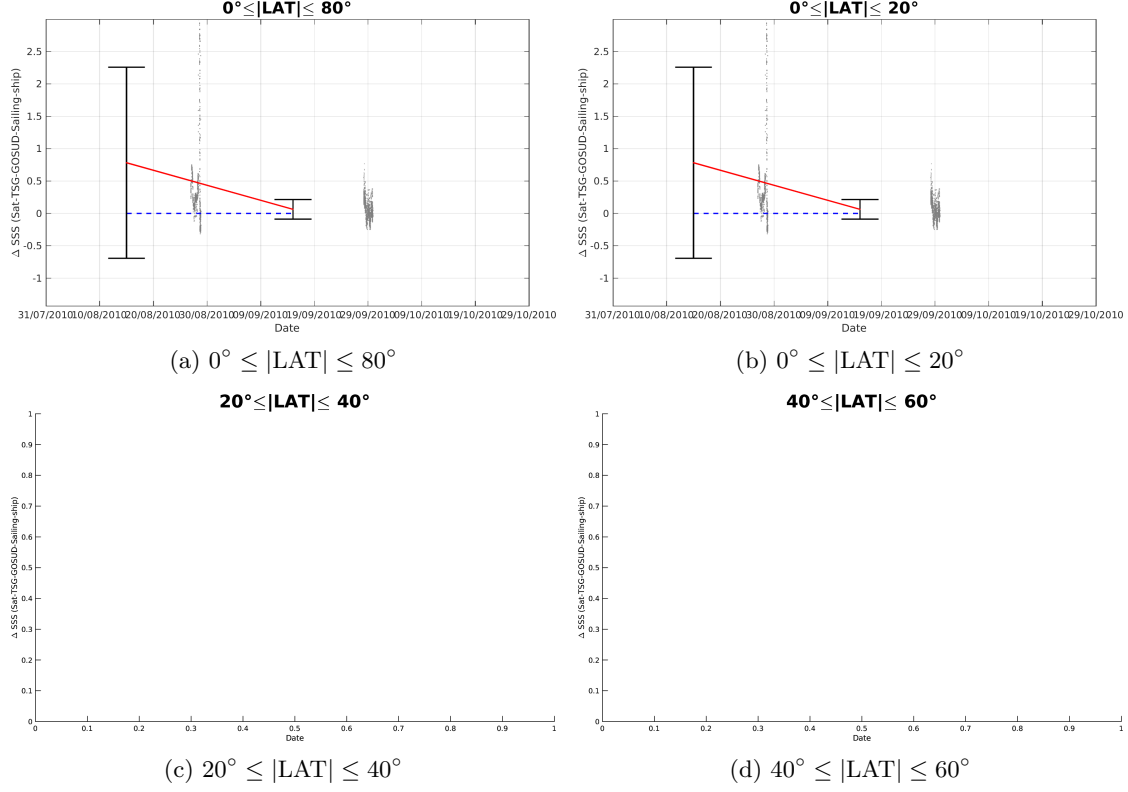 0°≤|LAT|≤ 80°
2.5
2
1.5
1
0.5
0
-0.5
-1
Δ SSS (Sat-TSG-GOSUD-Sailing-ship)
31/07/2010 10/08/2010 20/08/2010 30/08/2010 09/09/2010 19/09/2010 29/09/2010 09/10/2010 19/10/2010 29/10/2010
Date
(a) 0° ≤ |LAT| ≤ 80°
0°≤|LAT|≤ 20°
2.5
2
1.5
1
0.5
0
-0.5
-1
Δ SSS (Sat-TSG-GOSUD-Sailing-ship)
31/07/2010 10/08/2010 20/08/2010 30/08/2010 09/09/2010 19/09/2010 29/09/2010 09/10/2010 19/10/2010 29/10/2010
Date
(b) 0° ≤ |LAT| ≤ 20°
20°≤|LAT|≤ 40°
1
0.9
0.8
0.7
0.6
0.5
0.4
0.3
0.2
0.1
0
Δ SSS (Sat-TSG-GOSUD-Sailing-ship)
0 0.1 0.2 0.3 0.4 0.5 0.6 0.7 0.8 0.9 1
Date
(c) 20° ≤ |LAT| ≤ 40°
40°≤|LAT|≤ 60°
1
0.9
0.8
0.7
0.6
0.5
0.4
0.3
0.2
0.1
0
Δ SSS (Sat-TSG-GOSUD-Sailing-ship)
0 0.1 0.2 0.3 0.4 0.5 0.6 0.7 0.8 0.9 1
Date
(d) 40° ≤ |LAT| ≤ 60°